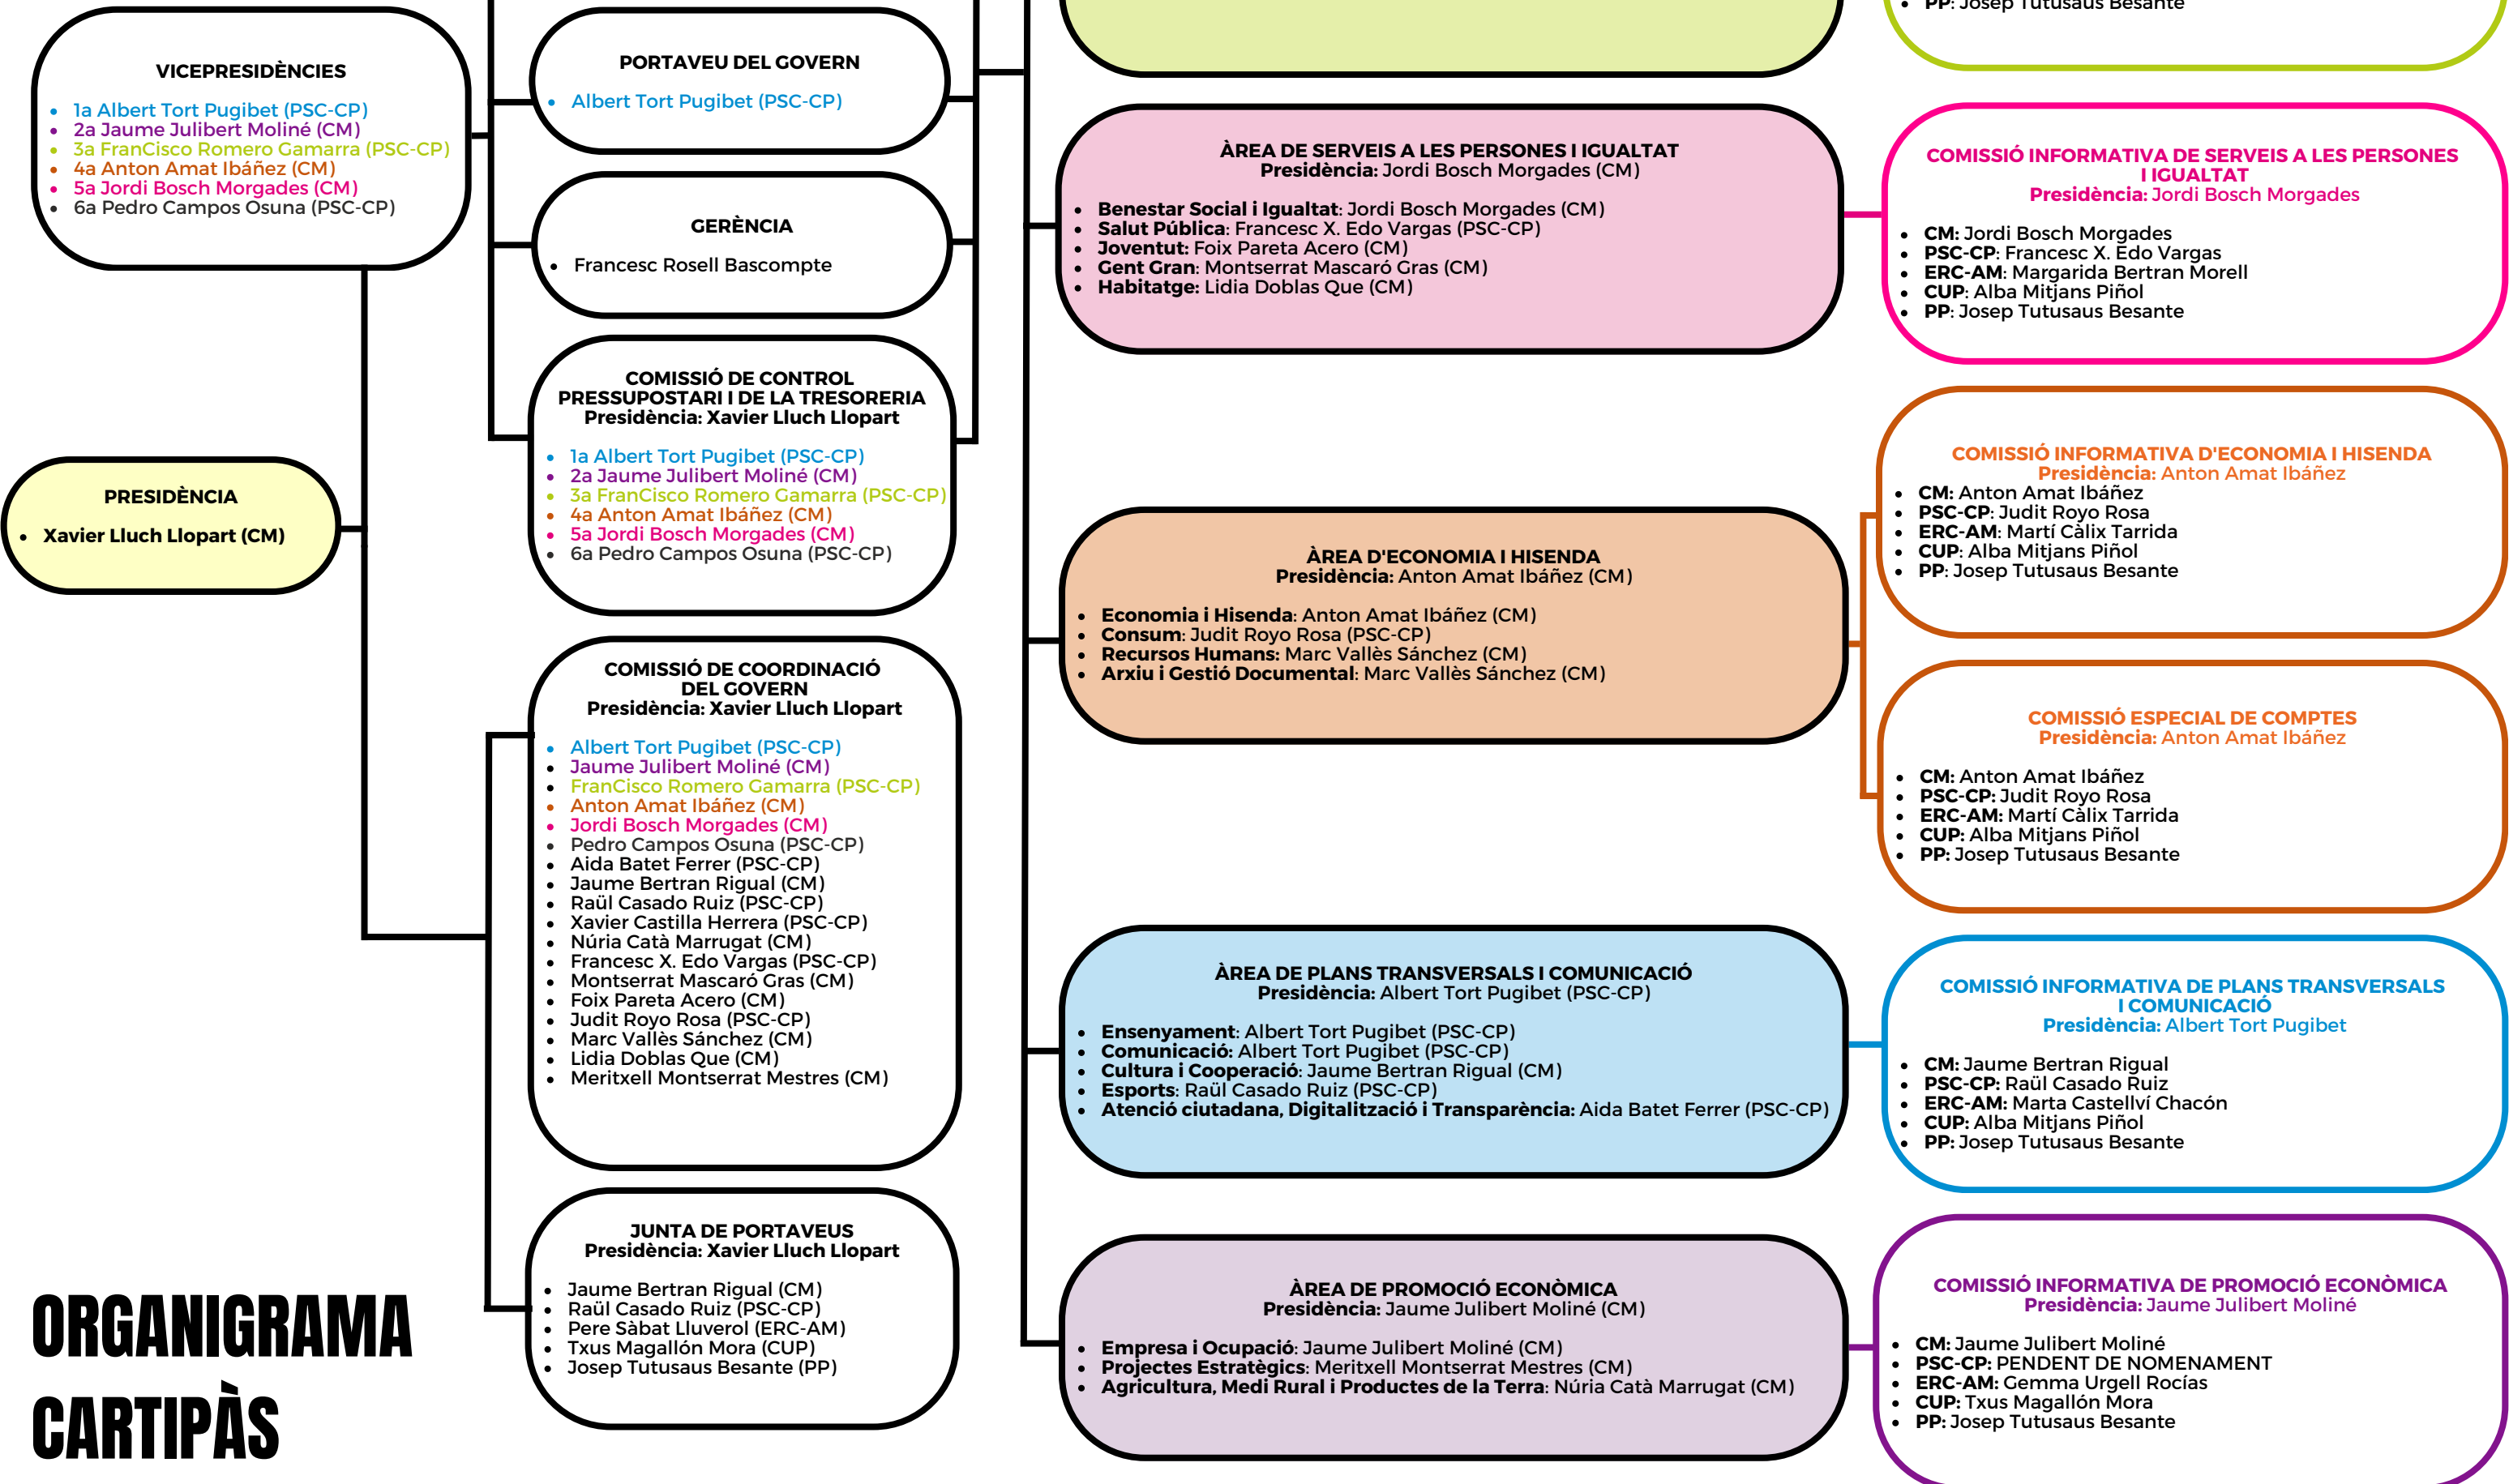 VICEPRESIDÈNCIES
1a Albert Tort Pugibet (PSC-CP)
2a Jaume Julibert Moliné (CM)
3a FranCisco Romero Gamarra (PSC-CP)
4a Anton Amat Ibáñez (CM)
5a Jordi Bosch Morgades (CM)
6a Pedro Campos Osuna (PSC-CP)
PRESIDÈNCIA
Xavier Lluch Llopart (CM)
ORGANIGRAMA
CARTIPÀS
PORTAVEU DEL GOVERN
Albert Tort Pugibet (PSC-CP)
GERÈNCIA
Francesc Rosell Bascompte
COMISSIÓ DE CONTROL
PRESSUPOSTARI I DE LA TRESORERIA
Presidència: Xavier Lluch Llopart
1a Albert Tort Pugibet (PSC-CP)
2a Jaume Julibert Moliné (CM)
3a FranCisco Romero Gamarra (PSC-CP)
4a Anton Amat Ibáñez (CM)
5a Jordi Bosch Morgades (CM)
6a Pedro Campos Osuna (PSC-CP)
COMISSIÓ DE COORDINACIÓ
DEL GOVERN
Presidència: Xavier Lluch Llopart
Albert Tort Pugibet (PSC-CP)
Jaume Julibert Moliné (CM)
FranCisco Romero Gamarra (PSC-CP)
Anton Amat Ibáñez (CM)
Jordi Bosch Morgades (CM)
Pedro Campos Osuna (PSC-CP)
Aida Batet Ferrer (PSC-CP)
Jaume Bertran Rigual (CM)
Raül Casado Ruiz (PSC-CP)
Xavier Castilla Herrera (PSC-CP)
Núria Catà Marrugat (CM)
Francesc X. Edo Vargas (PSC-CP)
Montserrat Mascaró Gras (CM)
Foix Pareta Acero (CM)
Judit Royo Rosa (PSC-CP)
Marc Vallès Sánchez (CM)
Lidia Doblas Que (CM)
Meritxell Montserrat Mestres (CM)
JUNTA DE PORTAVEUS
Presidència: Xavier Lluch Llopart
Jaume Bertran Rigual (CM)
Raül Casado Ruiz (PSC-CP)
Pere Sàbat Lluverol (ERC-AM)
Txus Magallón Mora (CUP)
Josep Tutusaus Besante (PP)
ÀREA DE SERVEIS A LES PERSONES I IGUALTAT
Presidència: Jordi Bosch Morgades (CM)
Benestar Social i Igualtat: Jordi Bosch Morgades (CM)
Salut Pública: Francesc X. Edo Vargas (PSC-CP)
Joventut: Foix Pareta Acero (CM)
Gent Gran: Montserrat Mascaró Gras (CM)
Habitatge: Lidia Doblas Que (CM)
ÀREA D'ECONOMIA I HISENDA
Presidència: Anton Amat Ibáñez (CM)
Economia i Hisenda: Anton Amat Ibáñez (CM)
Consum: Judit Royo Rosa (PSC-CP)
Recursos Humans: Marc Vallès Sánchez (CM)
Arxiu i Gestió Documental: Marc Vallès Sánchez (CM)
ÀREA DE PLANS TRANSVERSALS I COMUNICACIÓ
Presidència: Albert Tort Pugibet (PSC-CP)
Ensenyament: Albert Tort Pugibet (PSC-CP)
Comunicació: Albert Tort Pugibet (PSC-CP)
Cultura i Cooperació: Jaume Bertran Rigual (CM)
Esports: Raül Casado Ruiz (PSC-CP)
Atenció ciutadana, Digitalització i Transparència: Aida Batet Ferrer (PSC-CP)
ÀREA DE PROMOCIÓ ECONÒMICA
Presidència: Jaume Julibert Moliné (CM)
Empresa i Ocupació: Jaume Julibert Moliné (CM)
Projectes Estratègics: Meritxell Montserrat Mestres (CM)
Agricultura, Medi Rural i Productes de la Terra: Núria Catà Marrugat (CM)
PP: Josep Tutusaus Besante
COMISSIÓ INFORMATIVA DE SERVEIS A LES PERSONES
I IGUALTAT
Presidència: Jordi Bosch Morgades
CM: Jordi Bosch Morgades
PSC-CP: Francesc X. Edo Vargas
ERC-AM: Margarida Bertran Morell
CUP: Alba Mitjans Piñol
PP: Josep Tutusaus Besante
COMISSIÓ INFORMATIVA D'ECONOMIA I HISENDA
Presidència: Anton Amat Ibáñez
CM: Anton Amat Ibáñez
PSC-CP: Judit Royo Rosa
ERC-AM: Martí Càlix Tarrida
CUP: Alba Mitjans Piñol
PP: Josep Tutusaus Besante
COMISSIÓ ESPECIAL DE COMPTES
Presidència: Anton Amat Ibáñez
CM: Anton Amat Ibáñez
PSC-CP: Judit Royo Rosa
ERC-AM: Martí Càlix Tarrida
CUP: Alba Mitjans Piñol
PP: Josep Tutusaus Besante
COMISSIÓ INFORMATIVA DE PLANS TRANSVERSALS
I COMUNICACIÓ
Presidència: Albert Tort Pugibet
CM: Jaume Bertran Rigual
PSC-CP: Raül Casado Ruiz
ERC-AM: Marta Castellví Chacón
CUP: Alba Mitjans Piñol
PP: Josep Tutusaus Besante
COMISSIÓ INFORMATIVA DE PROMOCIÓ ECONÒMICA
Presidència: Jaume Julibert Moliné
CM: Jaume Julibert Moliné
PSC-CP: PENDENT DE NOMENAMENT
ERC-AM: Gemma Urgell Rocías
CUP: Txus Magallón Mora
PP: Josep Tutusaus Besante